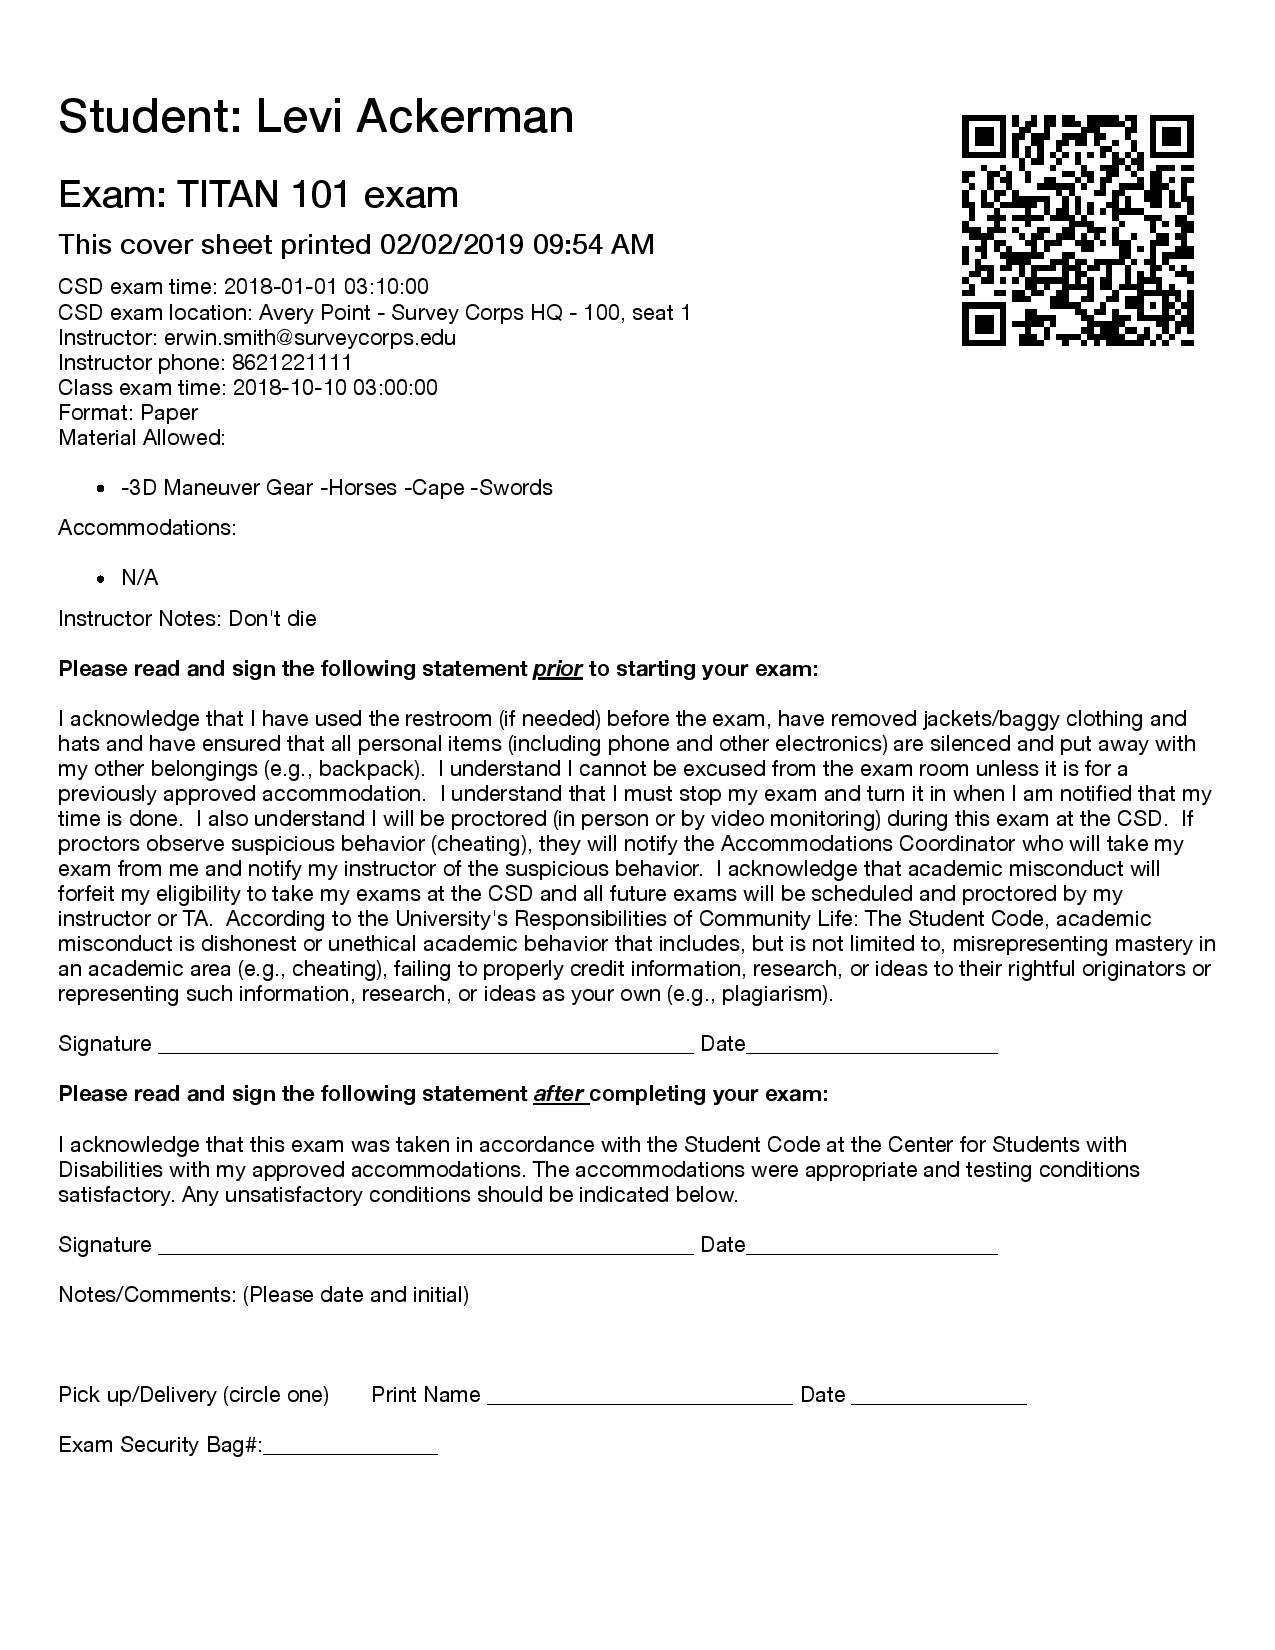 Student: Levi Ackerman
Exam: TITAN 101 exam
This cover sheet printed 02/02/2019 09:54 AM
CSD exam time: 2018-01-01 03:10:00
CSD exam location: Avery Point - Survey Corps HQ - 100, seat 1
Instructor: erwin.smith@surveycorps.edu
Instructor phone: 8621221111
Class exam time: 2018-10-10 03:00:00
Format: Paper
Material Allowed:
• -3D Maneuver Gear -Horses -Cape -Swords
Accommodations:
• N/A
Instructor Notes: Don't die
Please read and sign the following statement prior to starting your exam:
I acknowledge that I have used the restroom (if needed) before the exam, have removed jackets/baggy clothing and
hats and have ensured that all personal items (including phone and other electronics) are silenced and put away with
my other belongings (e.g., backpack).  I understand I cannot be excused from the exam room unless it is for a
previously approved accommodation.  I understand that I must stop my exam and turn it in when I am notified that my
time is done.  I also understand I will be proctored (in person or by video monitoring) during this exam at the CSD.  If
proctors observe suspicious behavior (cheating), they will notify the Accommodations Coordinator who will take my
exam from me and notify my instructor of the suspicious behavior.  I acknowledge that academic misconduct will
forfeit my eligibility to take my exams at the CSD and all future exams will be scheduled and proctored by my
instructor or TA.  According to the University's Responsibilities of Community Life: The Student Code, academic
misconduct is dishonest or unethical academic behavior that includes, but is not limited to, misrepresenting mastery in
an academic area (e.g., cheating), failing to properly credit information, research, or ideas to their rightful originators or
representing such information, research, or ideas as your own (e.g., plagiarism).
Signature ______________________________ Date______________
Please read and sign the following statement after completing your exam:
I acknowledge that this exam was taken in accordance with the Student Code at the Center for Students with
Disabilities with my approved accommodations. The accommodations were appropriate and testing conditions
satisfactory. Any unsatisfactory conditions should be indicated below.
Signature ______________________________ Date______________
Notes/Comments: (Please date and initial)
Pick up/Delivery (circle one) Print Name _________________ Date __________
Exam Security Bag#:__________